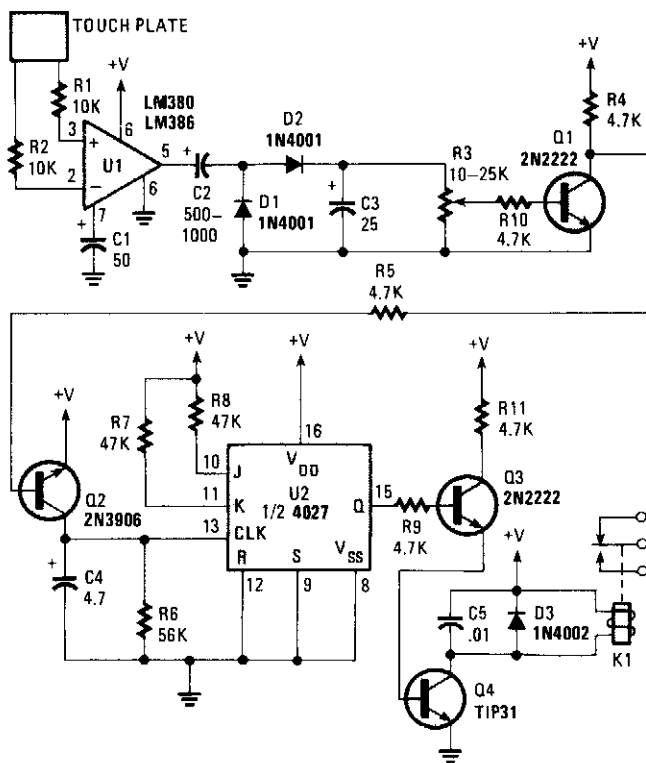 TOUCH PLATE
+V
R1
10K
LM380
LM386
R2
10K
3
+
6
U1
5
2
−
7
6
+
C1
50
+
C2
500–
1000
D2
1N4001
D1
1N4001
+
C3
25
R3
10–25K
R10
4.7K
+V
R4
4.7K
Q1
2N2222
R5
4.7K
+V
Q2
2N3906
+
C4
4.7
R7
47K
+V
R8
47K
+V
16
VDD
10
J
11
K
13
CLK
U2
1/2 4027
Q
15
R
S
VSS
12
9
8
R6
56K
R9
4.7K
+V
R11
4.7K
Q3
2N2222
+V
C5
.01
D3
1N4002
K1
Q4
TIP31